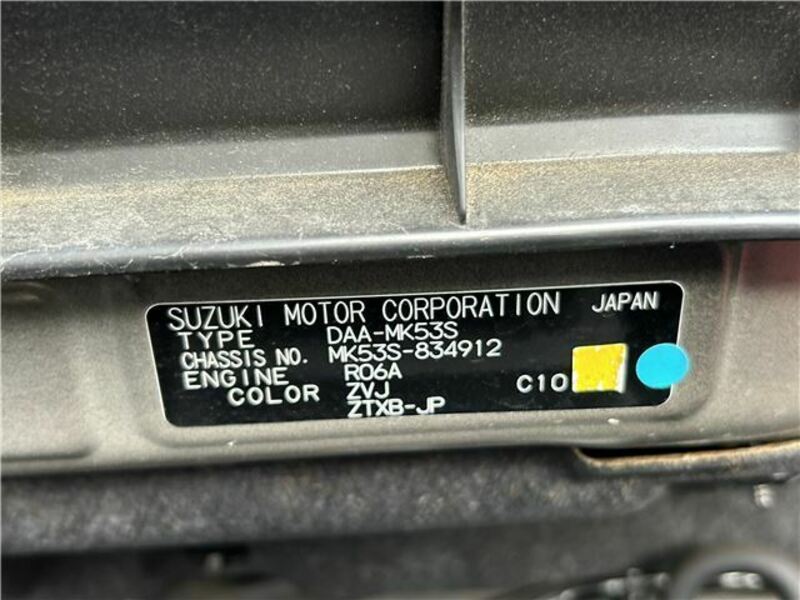 SUZUKI MOTOR CORPORATION JAPAN
TYPE DAA-MK53S
CHASSIS NO. MK53S-834912
ENGINE R06A
COLOR ZVJ C10
ZTXB-JP